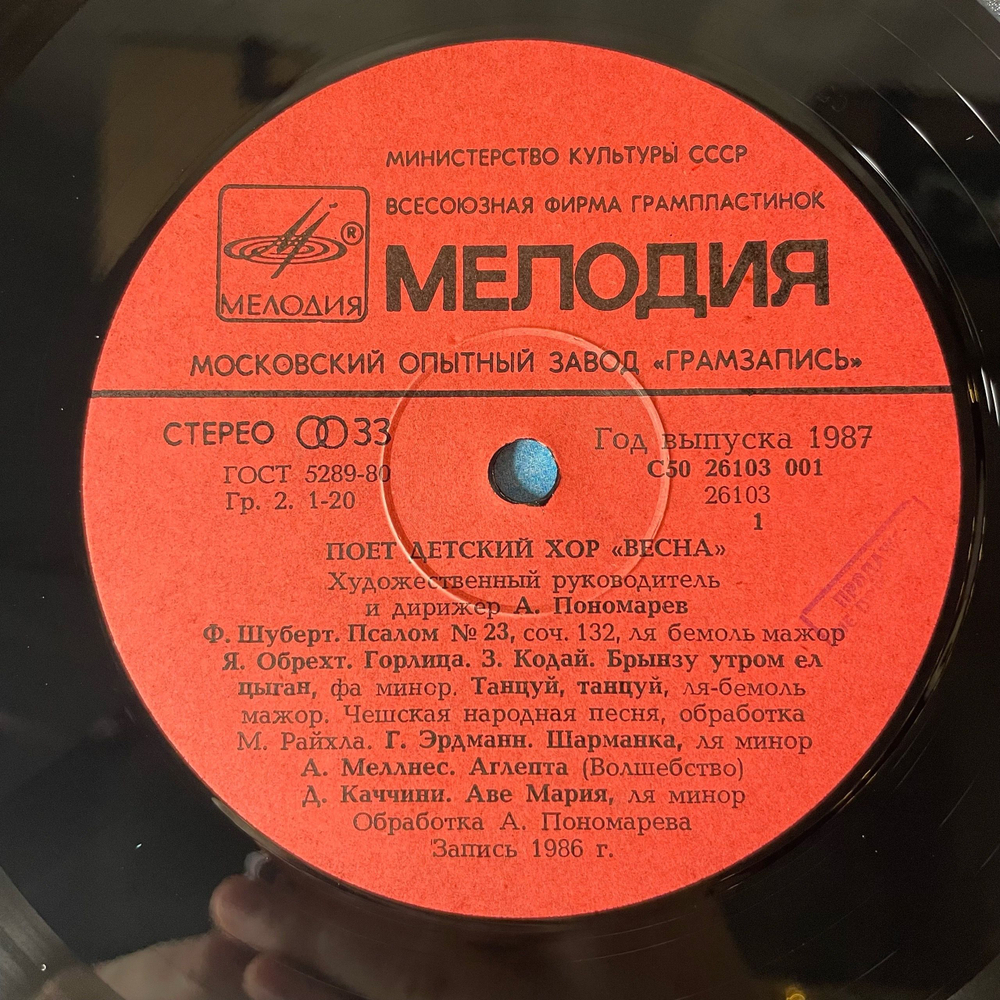 МИНИСТЕРСТВО КУЛЬТУРЫ СССР
ВСЕСОЮЗНАЯ ФИРМА ГРАМПЛАСТИНОК
МЕЛОДИЯ ®
МЕЛОДИЯ
МОСКОВСКИЙ ОПЫТНЫЙ ЗАВОД «ГРАМЗАПИСЬ»
СТЕРЕО 33
Год выпуска 1987
ГОСТ 5289-80
С50 26103 001
Гр. 2. 1-20
26103
1
ПОЕТ ДЕТСКИЙ ХОР «ВЕСНА»
Художественный руководитель
и дирижер А. Пономарев
Ф. Шуберт. Псалом № 23, соч. 132, ля бемоль мажор
Я. Обрехт. Горлица. З. Кодай. Брынзу утром ел
цыган, фа минор. Танцуй, танцуй, ля-бемоль
мажор. Чешская народная песня, обработка
М. Райхла. Г. Эрдманн. Шарманка, ля минор
А. Меллнес. Аглепта (Волшебство)
Д. Каччини. Аве Мария, ля минор
Обработка А. Пономарева
Запись 1986 г.